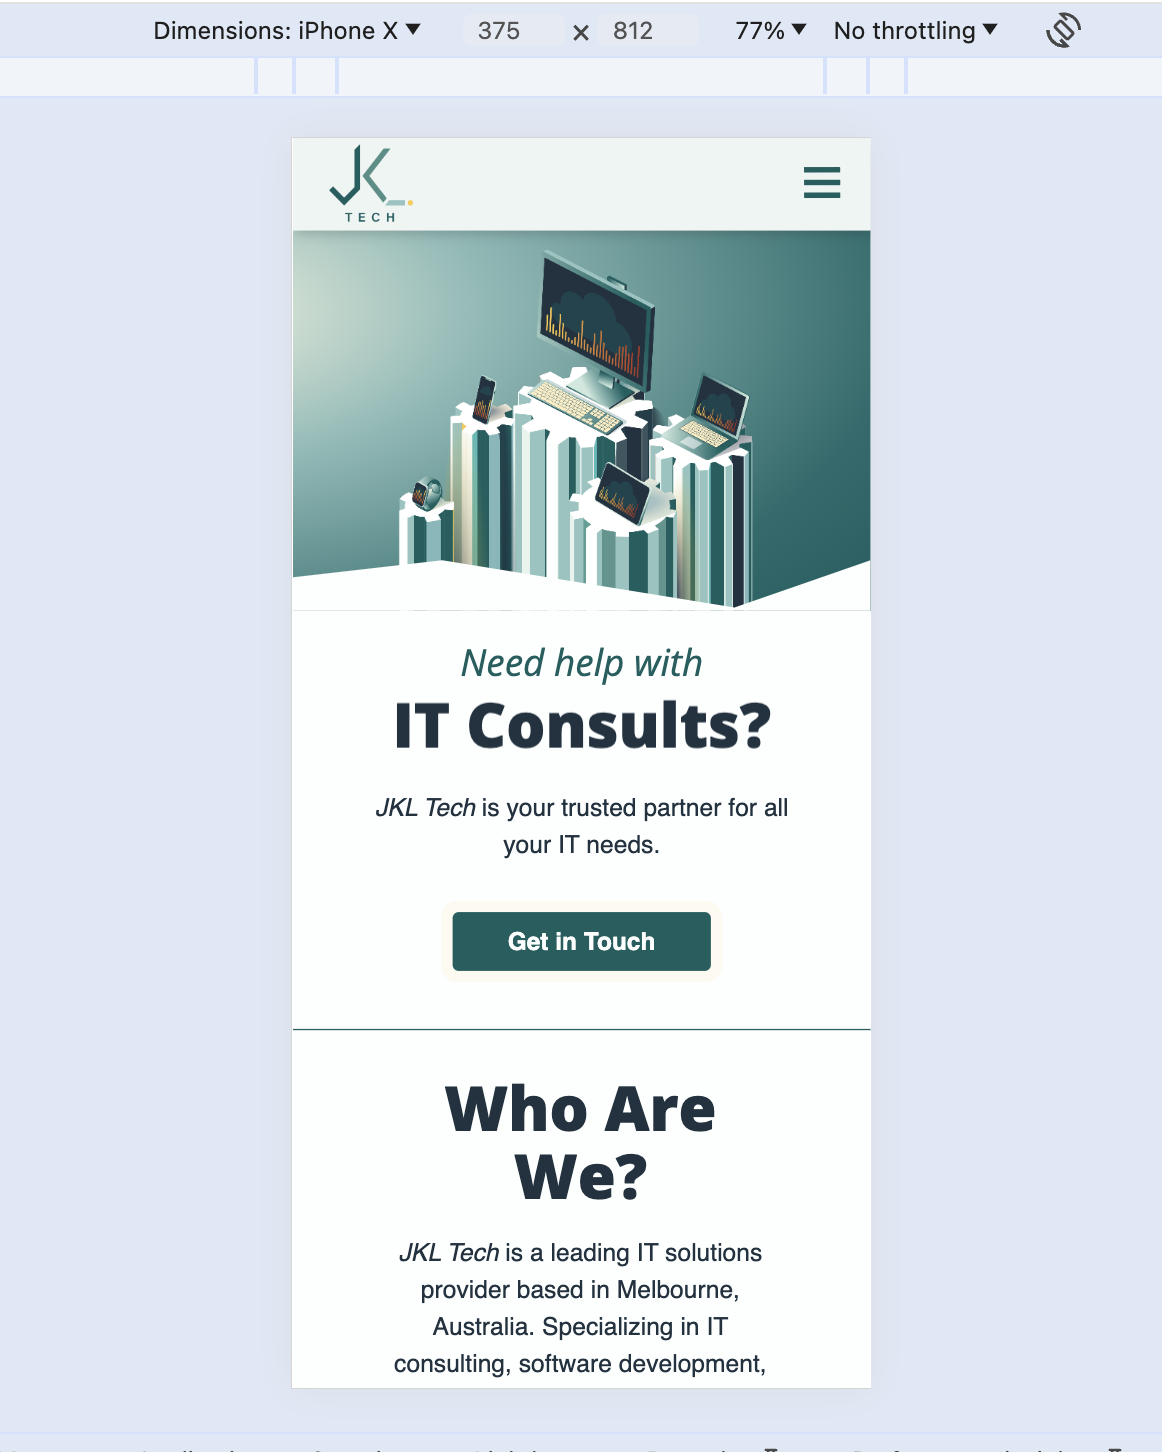 Dimensions: iPhone X 375 × 812 77% No throttling
JK_.
TECH
Need help with
IT Consults?
JKL Tech is your trusted partner for all
your IT needs.
Get in Touch
Who Are
We?
JKL Tech is a leading IT solutions
provider based in Melbourne,
Australia. Specializing in IT
consulting, software development,